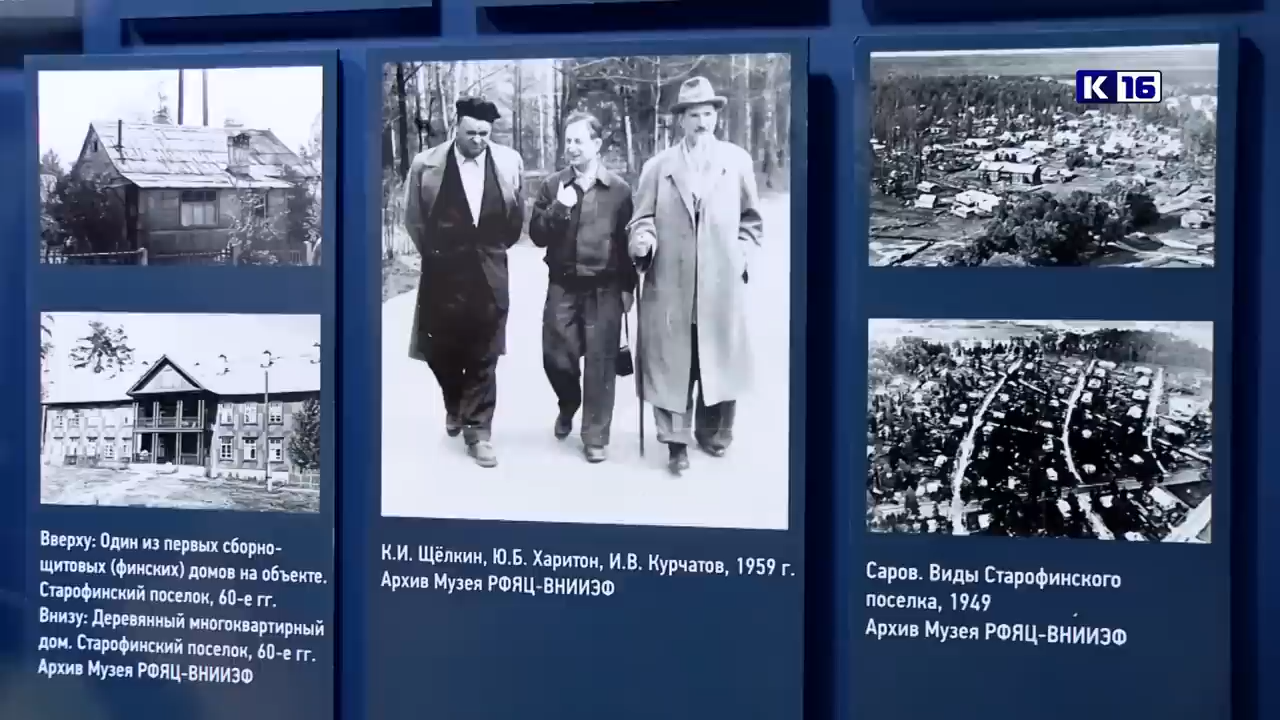 К 16
Вверху: Один из первых сборно-
щитовых (финских) домов на объекте.
Старофинский поселок, 60-е гг.
Внизу: Деревянный многоквартирный
дом. Старофинский поселок, 60-е гг.
Архив Музея РФЯЦ-ВНИИЭФ
К.И. Щёлкин, Ю.Б. Харитон, И.В. Курчатов, 1959 г.
Архив Музея РФЯЦ-ВНИИЭФ
Саров. Виды Старофинского
поселка, 1949
Архив Музея РФЯЦ-ВНИИЭФ